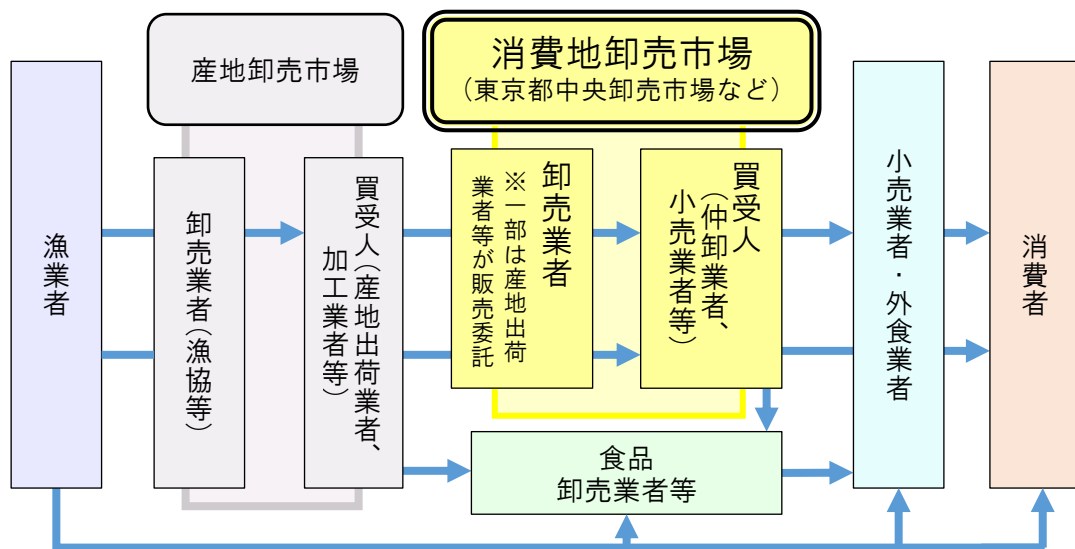 産地卸売市場
消費地卸売市場
（東京都中央卸売市場など）
漁業者
卸売業者（漁協等）
買受人（産地出荷業者、
加工業者等）
卸売業者
※一部は産地出荷
業者等が販売委託
買受人
（仲卸業者、
小売業者等）
小売業者・外食業者
消費者
食品
卸売業者等